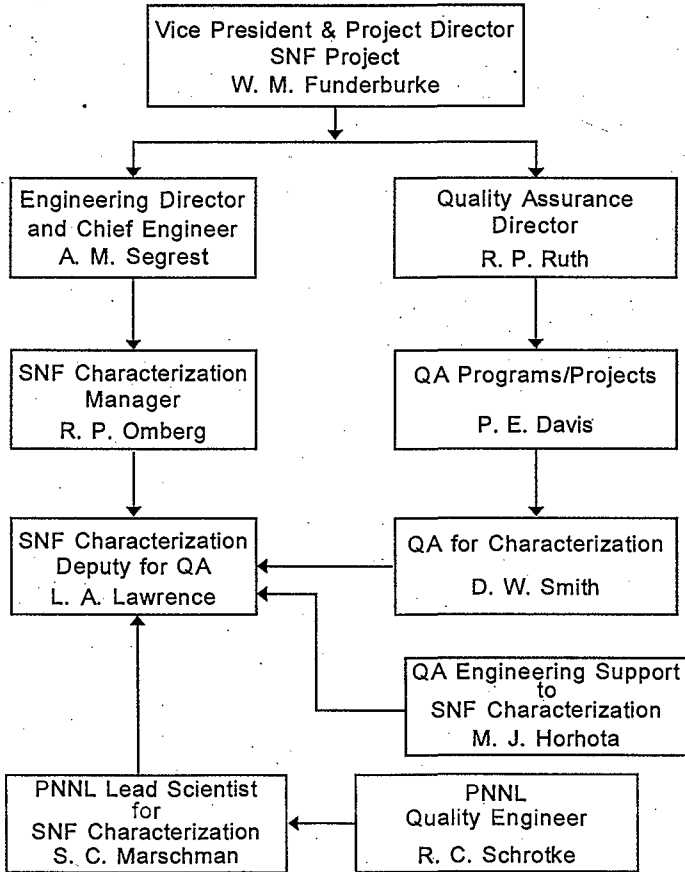 Vice President & Project Director
SNF Project
W. M. Funderburke
Engineering Director
and Chief Engineer
A. M. Segrest
Quality Assurance
Director
R. P. Ruth
SNF Characterization
Manager
R. P. Omberg
QA Programs/Projects
P. E. Davis
SNF Characterization
Deputy for QA
L. A. Lawrence
QA for Characterization
D. W. Smith
QA Engineering Support
to
SNF Characterization
M. J. Horhota
PNNL Lead Scientist
for
SNF Characterization
S. C. Marschman
PNNL
Quality Engineer
R. C. Schrotke